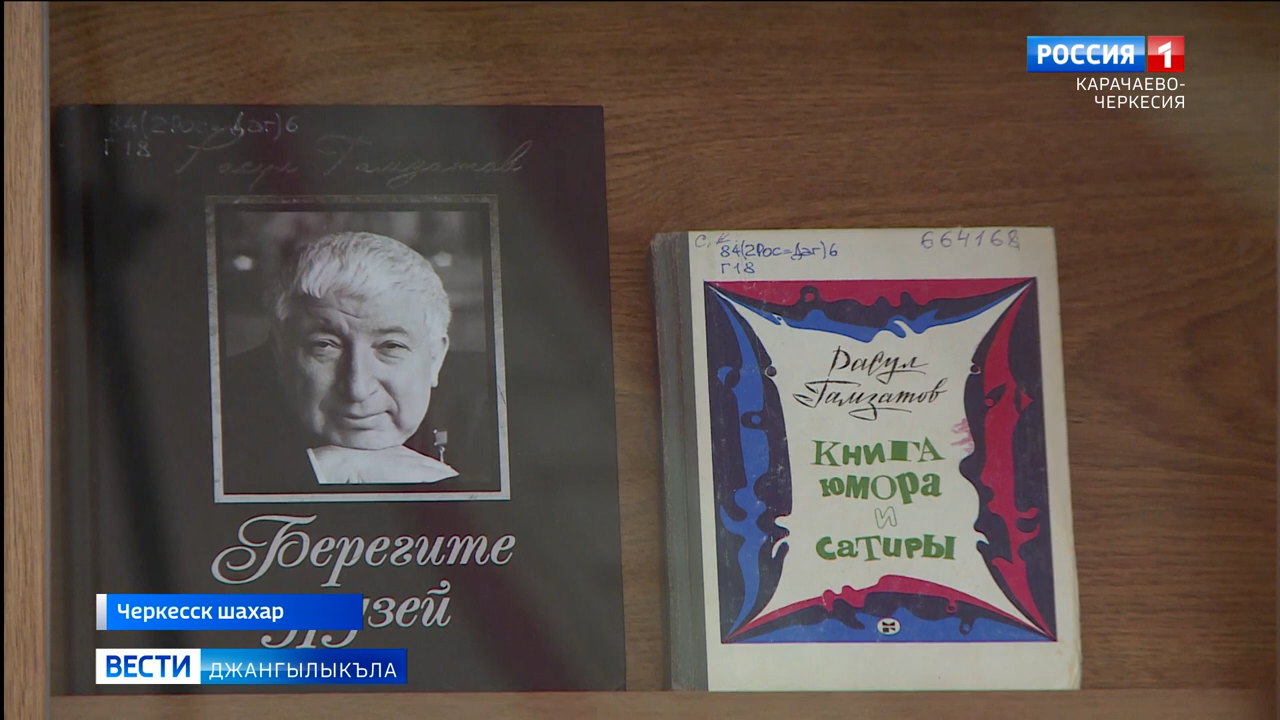 РОССИЯ 1
КАРАЧАЕВО-
ЧЕРКЕСИЯ
84(2Рос=Даг)6
Г18
Расул Гамзатов
Берегите
С.К.
84(2Рос=Даг)6
Г18
664168
Расул
Гамзатов
КНИГА
ЮМОРА
И
САТИРЫ
Черкесск шахар
ВЕСТИ ДЖАНГЫЛЫКЪЛА